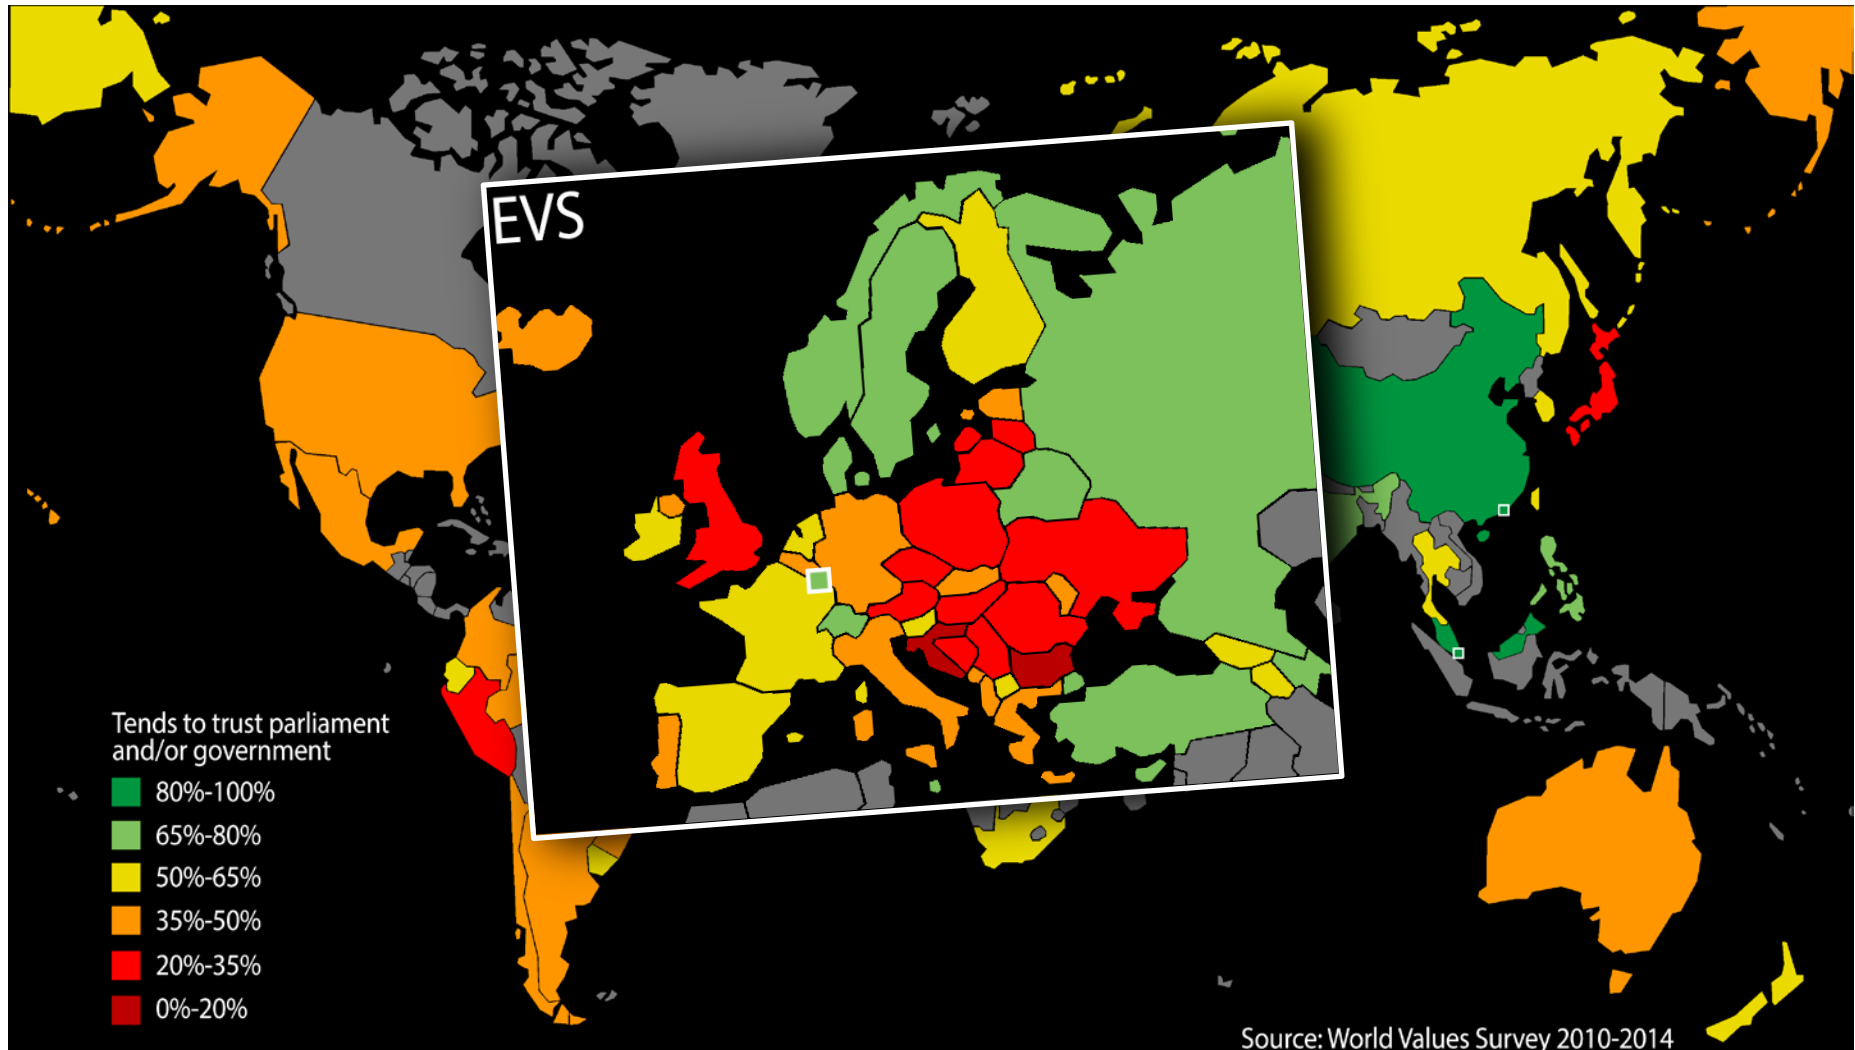 EVS
Tends to trust parliament
and/or government
80%-100%
65%-80%
50%-65%
35%-50%
20%-35%
0%-20%
Source: World Values Survey 2010-2014